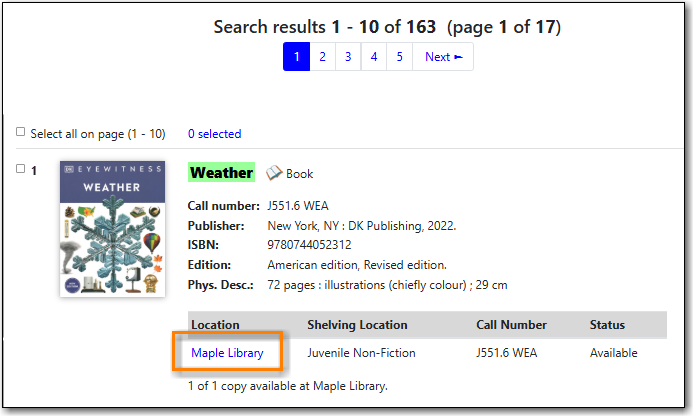 Search results 1 - 10 of 163 (page 1 of 17)
1 2 3 4 5 Next ►
Select all on page (1 - 10) 0 selected
1
DK EYEWITNESS
WEATHER
Weather Book
Call number: J551.6 WEA
Publisher: New York, NY : DK Publishing, 2022.
ISBN: 9780744052312
Edition: American edition, Revised edition.
Phys. Desc.: 72 pages : illustrations (chiefly colour) ; 29 cm
Location Shelving Location Call Number Status
Maple Library Juvenile Non-Fiction J551.6 WEA Available
1 of 1 copy available at Maple Library.